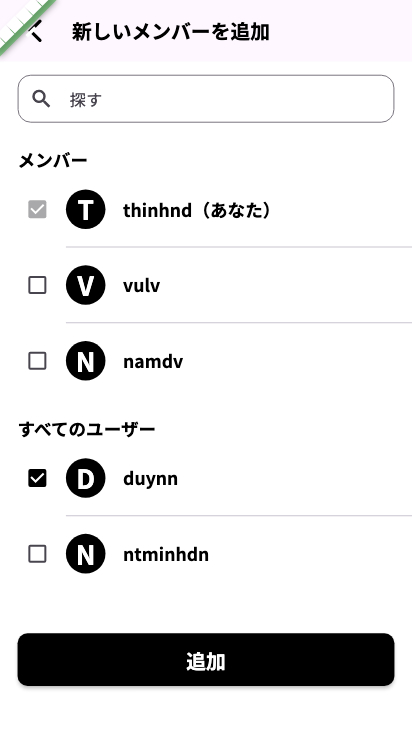 新しいメンバーを追加
探す
メンバー
T thinhnd（あなた）
V vulv
N namdv
すべてのユーザー
D duynn
N ntminhdn
追加